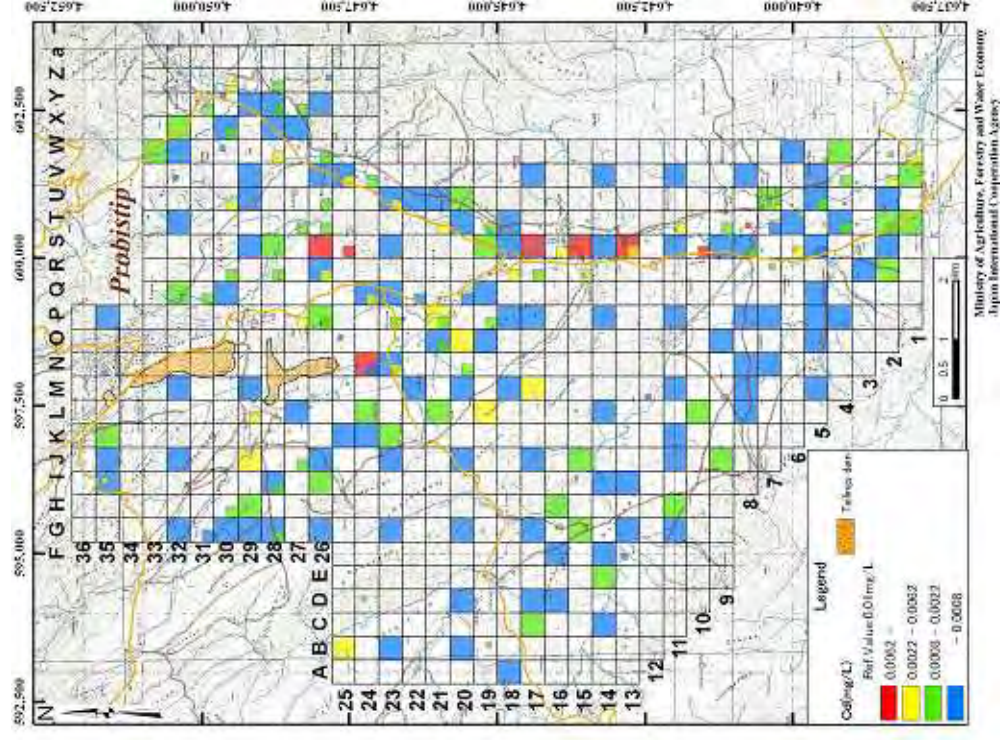 4,652,500 4,650,000 4,647,500 4,645,000 4,642,500 4,640,000 4,637,500
592,500 595,000 597,500 600,000 602,500
Probistip
F G H I J K L M N O P Q R S T U V W X Y Z a
A B C D E
36
35
34
33
32
31
30
29
28
27
26
25
24
23
22
21
20
19
18
17
16
15
14
13
12
11
10
9
8
7
6
5
4
3
2
1
N
Legend
Cd(mg/L)
Ref. Value:0.01mg/L
0.0062 -
0.0022 - 0.0062
0.0008 - 0.0022
- 0.0008
0 0.5 1 2
Ministry of Agriculture, Forestry and Water Economy
Japan International Cooperation Agency